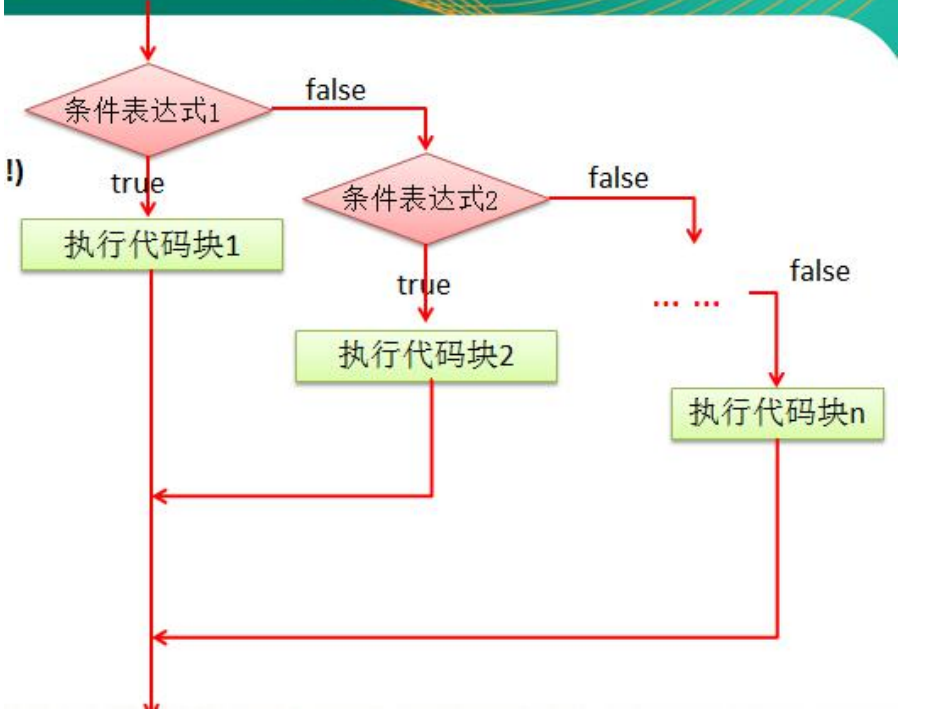 false
条件表达式1
!)
true
false
条件表达式2
执行代码块1
false
true
... ...
执行代码块2
执行代码块n